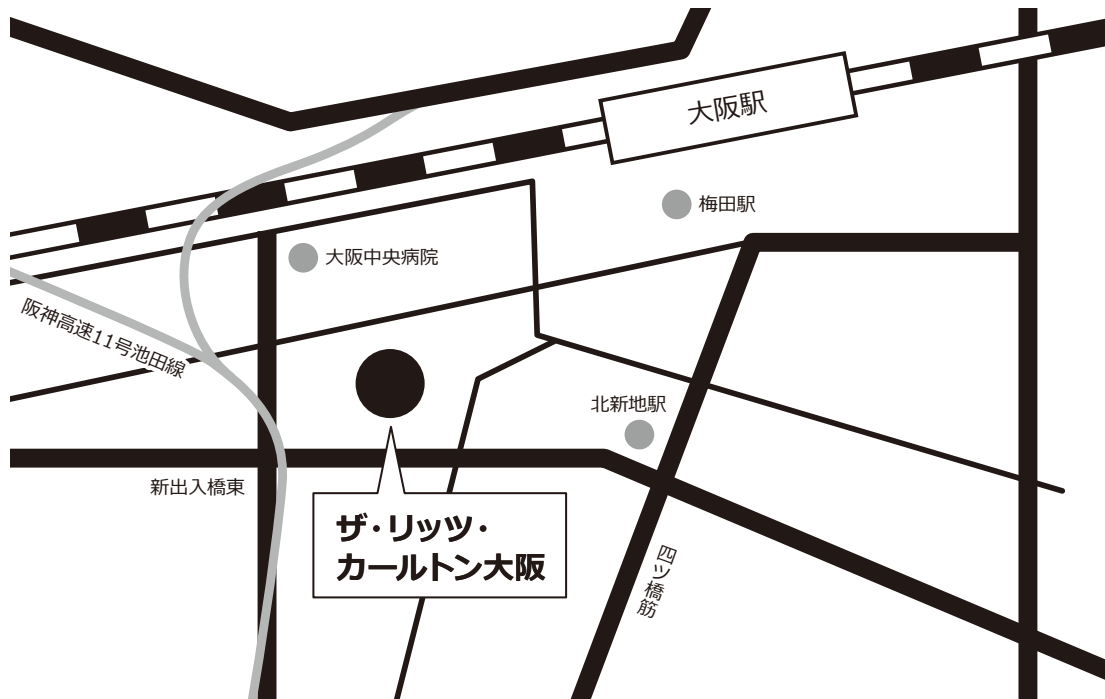 大阪駅
梅田駅
大阪中央病院
阪神高速11号池田線
北新地駅
新出入橋東
ザ・リッツ・
カールトン大阪
四ツ橋筋